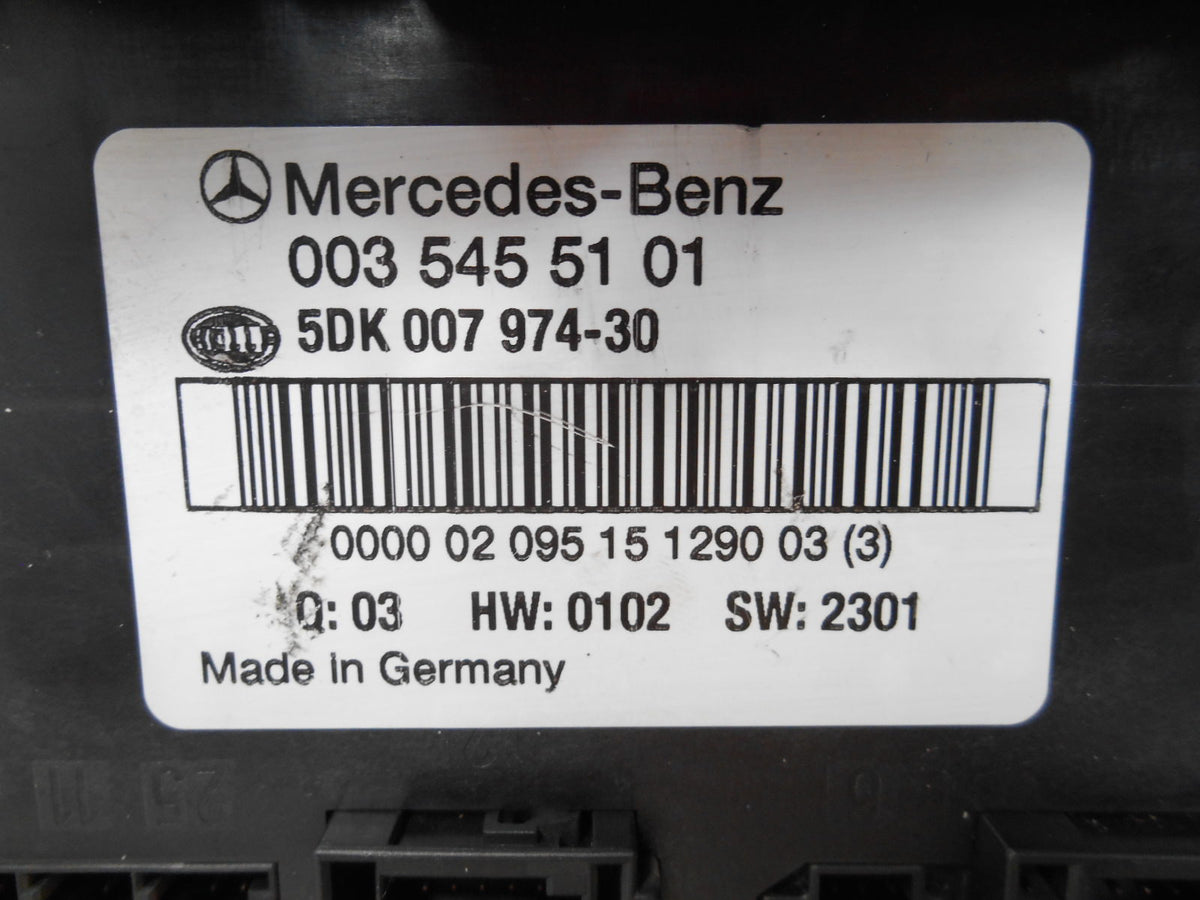 Mercedes-Benz
003 545 51 01
HELLA 5DK 007 974-30
0000 02 095 15 1290 03 (3)
Q: 03 HW: 0102 SW: 2301
Made in Germany